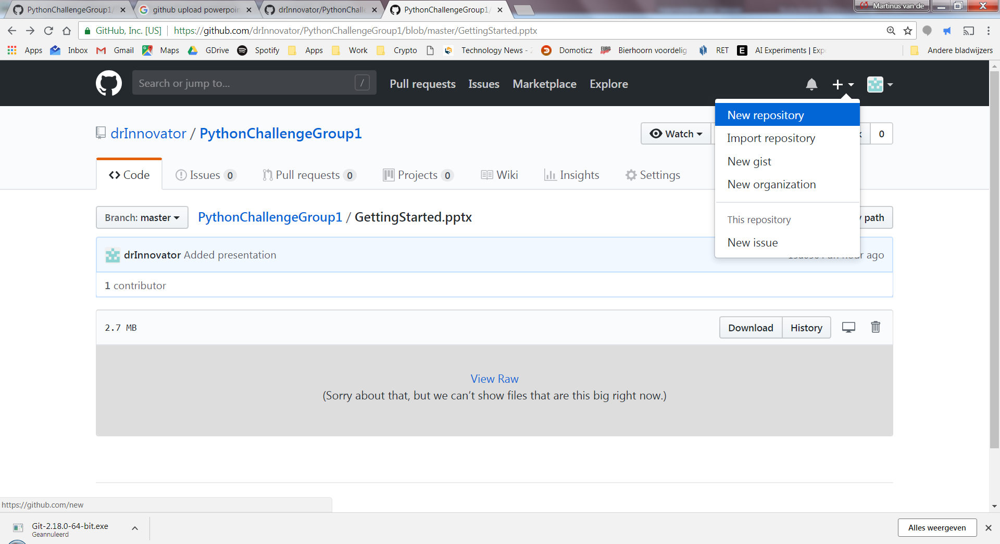 PythonChallengeGroup1/
github upload powerpoin
drInnovator/PythonChalle
PythonChallengeGroup1/
Martinus van de
GitHub, Inc. [US] https://github.com/drInnovator/PythonChallengeGroup1/blob/master/GettingStarted.pptx
Apps Inbox Gmail Maps GDrive Spotify Apps Work Crypto Technology News - Domoticz Bierhoorn voordelig RET AI Experiments | Exp Andere bladwijzers
Search or jump to... /
Pull requests Issues Marketplace Explore
New repository
Import repository
New gist
New organization
This repository
New issue
drInnovator / PythonChallengeGroup1
Watch
0
Code Issues 0 Pull requests 0 Projects 0 Wiki Insights Settings
Branch: master PythonChallengeGroup1 / GettingStarted.pptx
path
drInnovator Added presentation
ago
1 contributor
2.7 MB
Download History
View Raw
(Sorry about that, but we can’t show files that are this big right now.)
https://github.com/new
Git-2.18.0-64-bit.exe
Geannuleerd
Alles weergeven